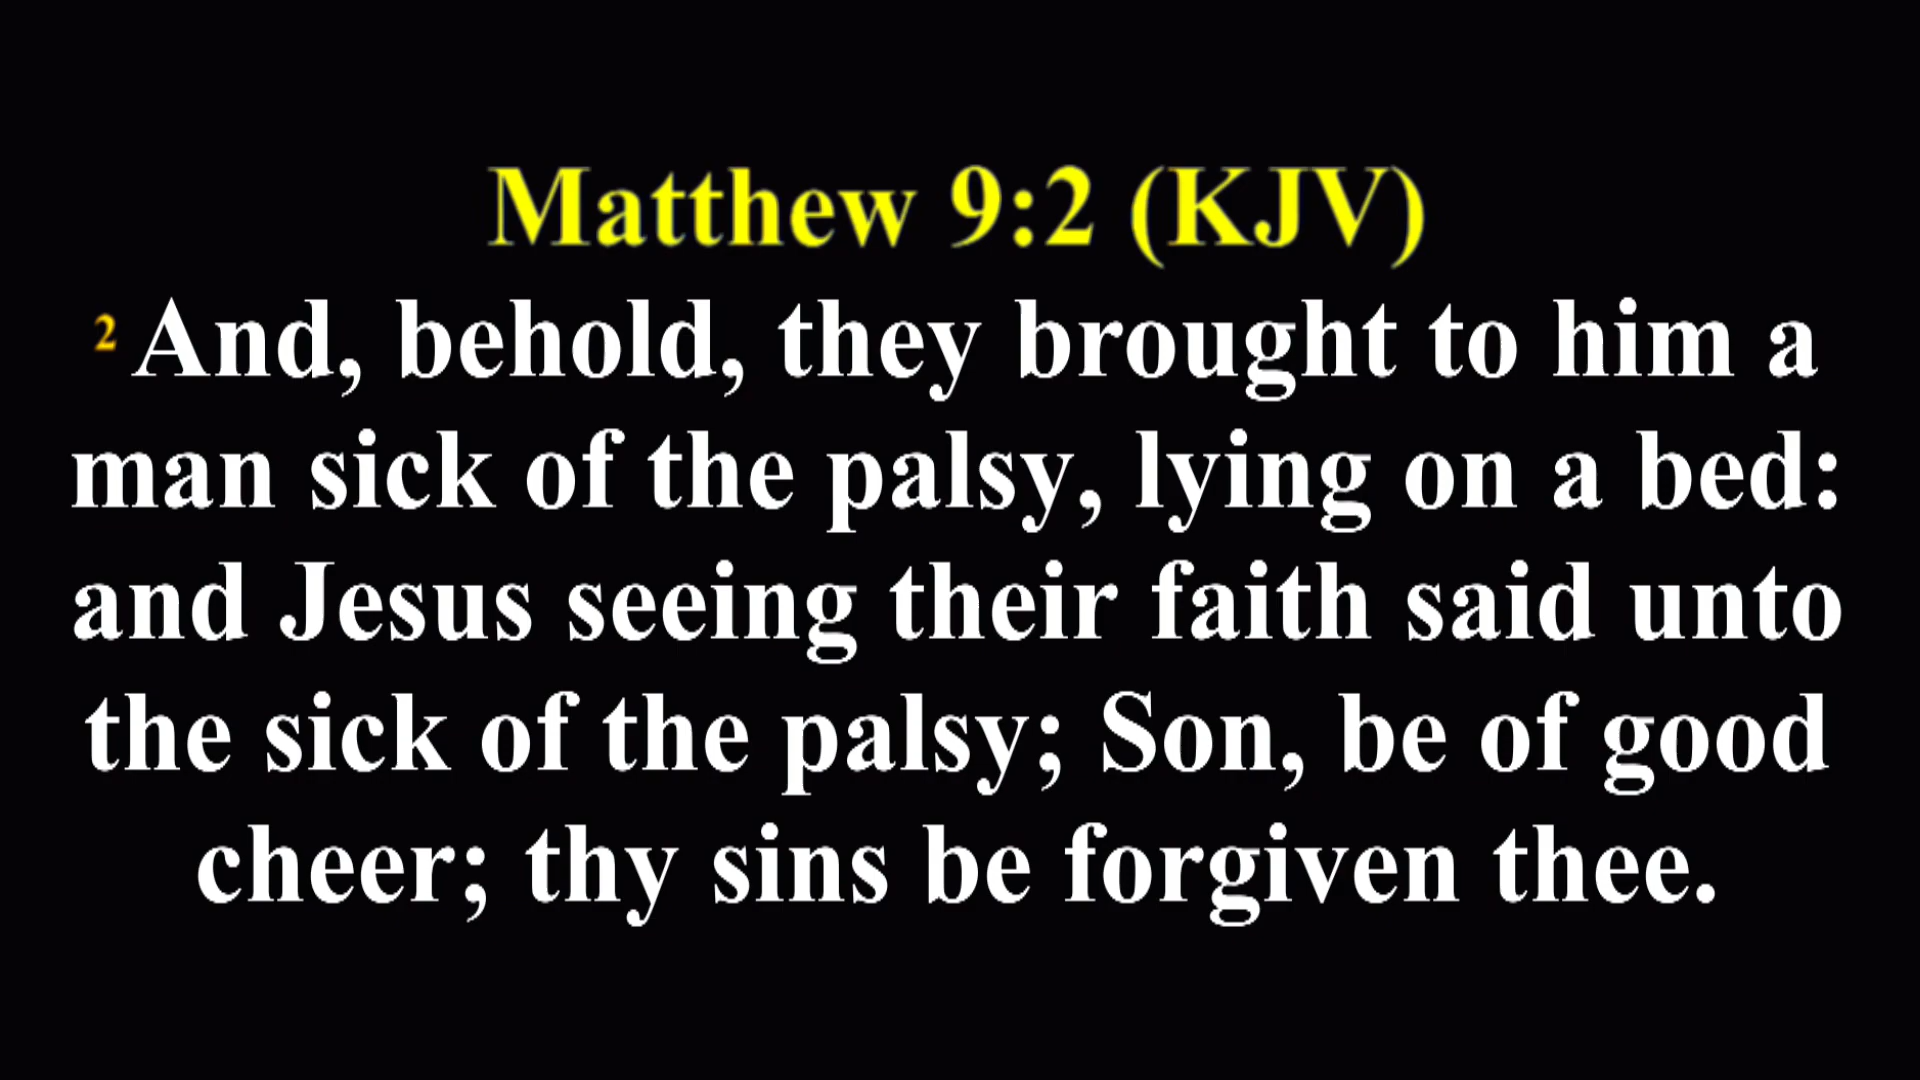 Matthew 9:2 (KJV)
2 And, behold, they brought to him a
man sick of the palsy, lying on a bed:
and Jesus seeing their faith said unto
the sick of the palsy; Son, be of good
cheer; thy sins be forgiven thee.